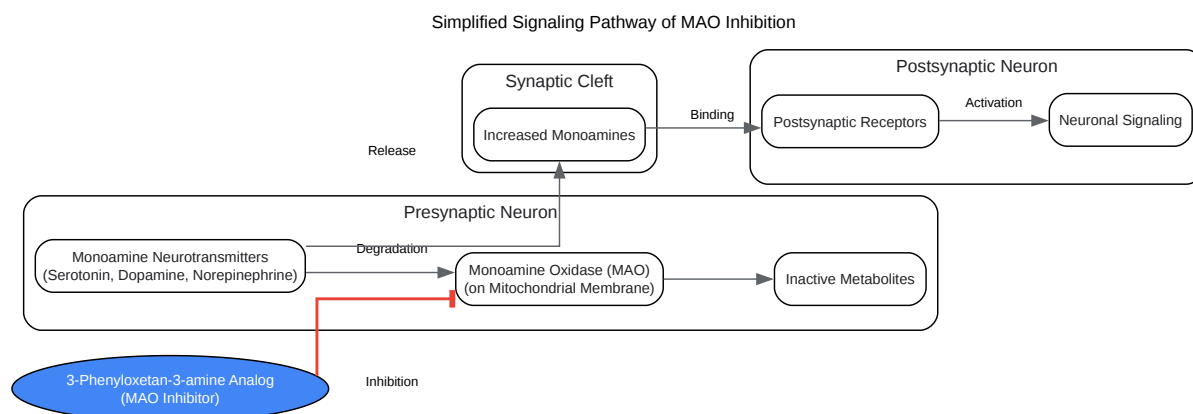 Simplified Signaling Pathway of MAO Inhibition
Synaptic Cleft
Increased Monoamines
Binding
Postsynaptic Neuron
Postsynaptic Receptors
Activation
Neuronal Signaling
Release
Presynaptic Neuron
Monoamine Neurotransmitters
(Serotonin, Dopamine, Norepinephrine)
Degradation
Monoamine Oxidase (MAO)
(on Mitochondrial Membrane)
Inactive Metabolites
3-Phenyloxetan-3-amine Analog
(MAO Inhibitor)
Inhibition